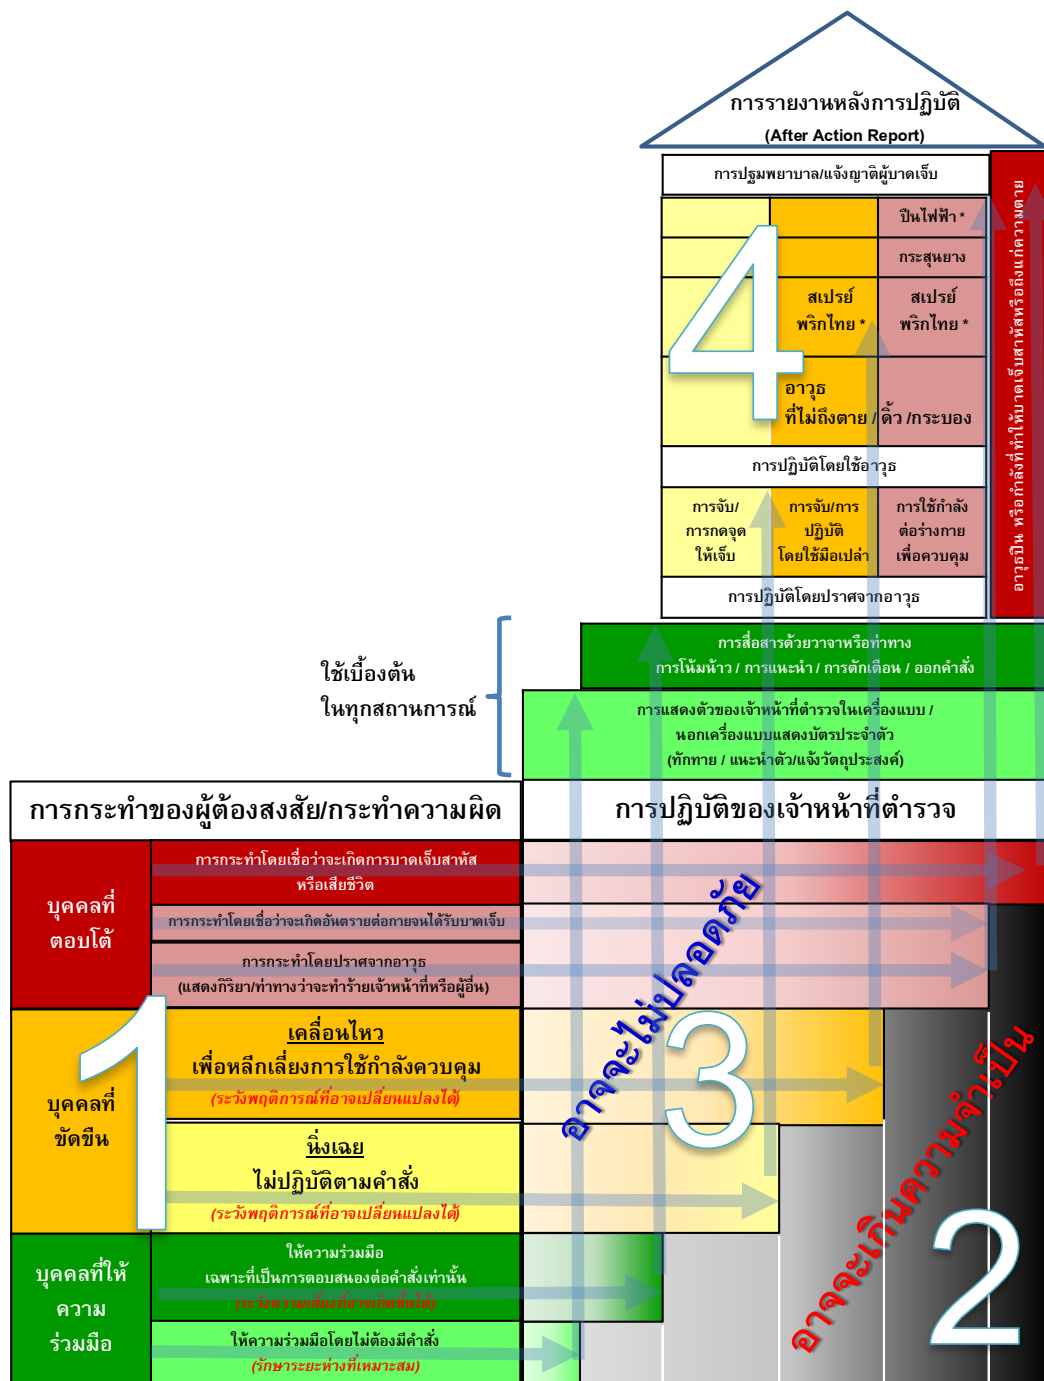 การรายงานหลังการปฏิบัติ
(After Action Report)
การปฐมพยาบาล/แจ้งญาติผู้บาดเจ็บ
ปืนไฟฟ้า *
กระสุนยาง
สเปรย์
พริกไทย *
สเปรย์
พริกไทย *
4
อาวุธ
ที่ไม่ถึงตาย / ดิ้ว /กระบอง
การปฏิบัติโดยใช้อาวุธ
การจับ/
การกดจุด
ให้เจ็บ
การจับ/การ
ปฏิบัติ
โดยใช้มือเปล่า
การใช้กำลัง
ต่อร่างกาย
เพื่อควบคุม
การปฏิบัติโดยปราศจากอาวุธ
อาวุธปืน หรือกำลังที่ทำให้บาดเจ็บสาหัสหรือถึงแก่ความตาย
การสื่อสารด้วยวาจาหรือท่าทาง
การโน้มน้าว / การแนะนำ / การตักเตือน / ออกคำสั่ง
ใช้เบื้องต้น
ในทุกสถานการณ์
การแสดงตัวของเจ้าหน้าที่ตำรวจในเครื่องแบบ /
นอกเครื่องแบบแสดงบัตรประจำตัว
(ทักทาย / แนะนำตัว/แจ้งวัตถุประสงค์)
การกระทำของผู้ต้องสงสัย/กระทำความผิด
การปฏิบัติของเจ้าหน้าที่ตำรวจ
บุคคลที่
ตอบโต้
การกระทำโดยเชื่อว่าจะเกิดการบาดเจ็บสาหัส
หรือเสียชีวิต
การกระทำโดยเชื่อว่าจะเกิดอันตรายต่อกายจนได้รับบาดเจ็บ
การกระทำโดยปราศจากอาวุธ
(แสดงกิริยา/ท่าทางว่าจะทำร้ายเจ้าหน้าที่หรือผู้อื่น)
1
บุคคลที่
ขัดขืน
เคลื่อนไหว
เพื่อหลีกเลี่ยงการใช้กำลังควบคุม
(ระวังพฤติการณ์ที่อาจเปลี่ยนแปลงได้)
นิ่งเฉย
ไม่ปฏิบัติตามคำสั่ง
(ระวังพฤติการณ์ที่อาจเปลี่ยนแปลงได้)
บุคคลที่ให้
ความ
ร่วมมือ
ให้ความร่วมมือ
เฉพาะที่เป็นการตอบสนองต่อคำสั่งเท่านั้น
(ระวังความเสี่ยงที่อาจเกิดขึ้นได้)
ให้ความร่วมมือโดยไม่ต้องมีคำสั่ง
(รักษาระยะห่างที่เหมาะสม)
อาจจะไม่ปลอดภัย
3
อาจจะเกินความจำเป็น
2